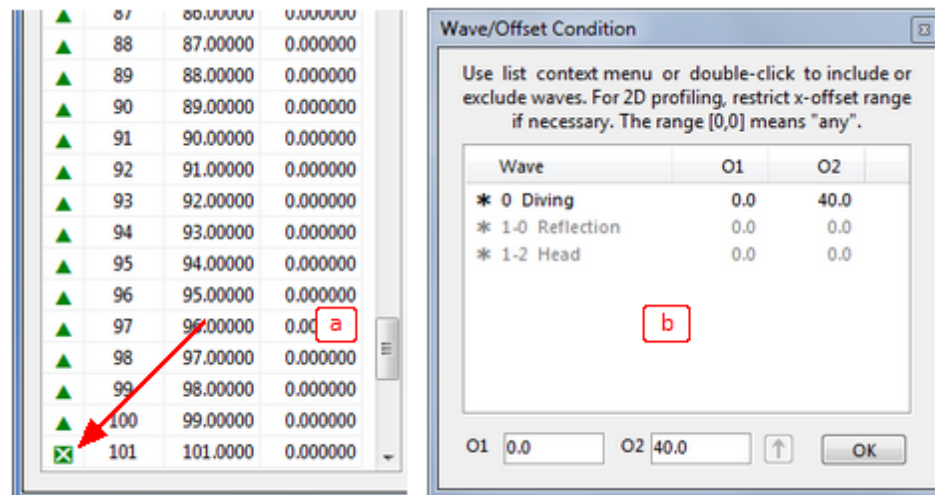 87 86.00000 0.000000
88 87.00000 0.000000
89 88.00000 0.000000
90 89.00000 0.000000
91 90.00000 0.000000
92 91.00000 0.000000
93 92.00000 0.000000
94 93.00000 0.000000
95 94.00000 0.000000
96 95.00000 0.000000
97 96.00000 0.00 a
98 97.00000 0.000000
99 98.00000 0.000000
100 99.00000 0.000000
101 101.0000 0.000000
Wave/Offset Condition
Use list context menu or double-click to include or
exclude waves. For 2D profiling, restrict x-offset range
if necessary. The range [0,0] means "any".
Wave O1 O2
* 0 Diving 0.0 40.0
* 1-0 Reflection 0.0 0.0
* 1-2 Head 0.0 0.0
b
O1 0.0 O2 40.0 OK